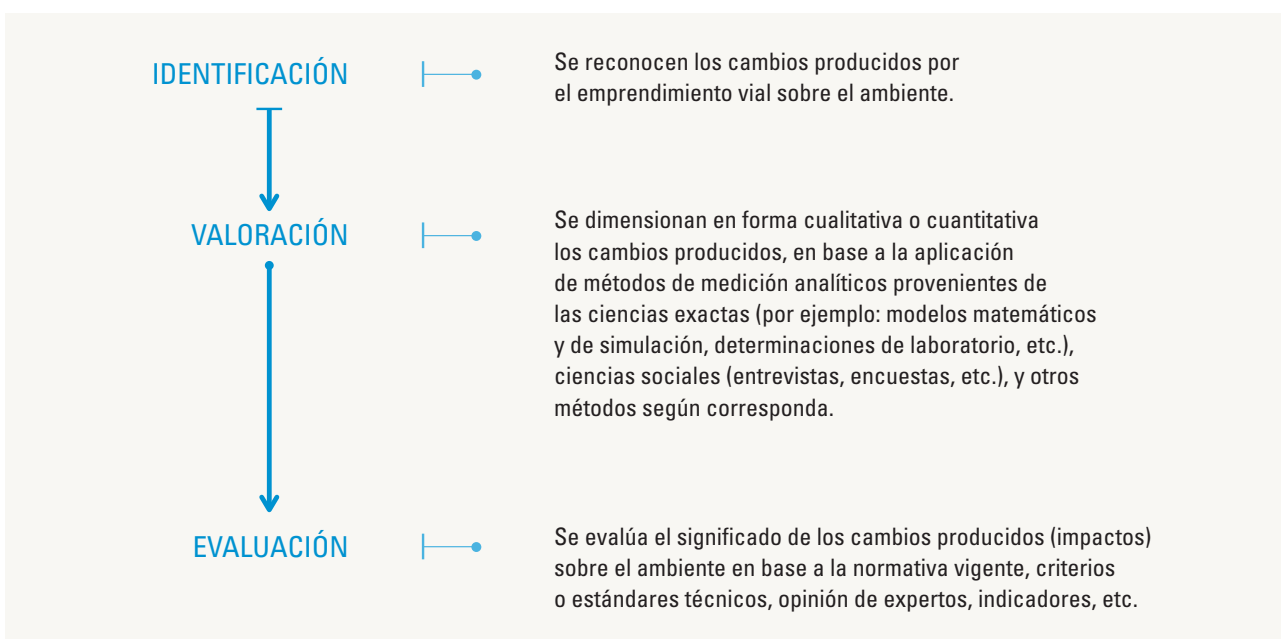 IDENTIFICACIÓN
Se reconocen los cambios producidos por
el emprendimiento vial sobre el ambiente.
VALORACIÓN
Se dimensionan en forma cualitativa o cuantitativa
los cambios producidos, en base a la aplicación
de métodos de medición analíticos provenientes de
las ciencias exactas (por ejemplo: modelos matemáticos
y de simulación, determinaciones de laboratorio, etc.),
ciencias sociales (entrevistas, encuestas, etc.), y otros
métodos según corresponda.
EVALUACIÓN
Se evalúa el significado de los cambios producidos (impactos)
sobre el ambiente en base a la normativa vigente, criterios
o estándares técnicos, opinión de expertos, indicadores, etc.